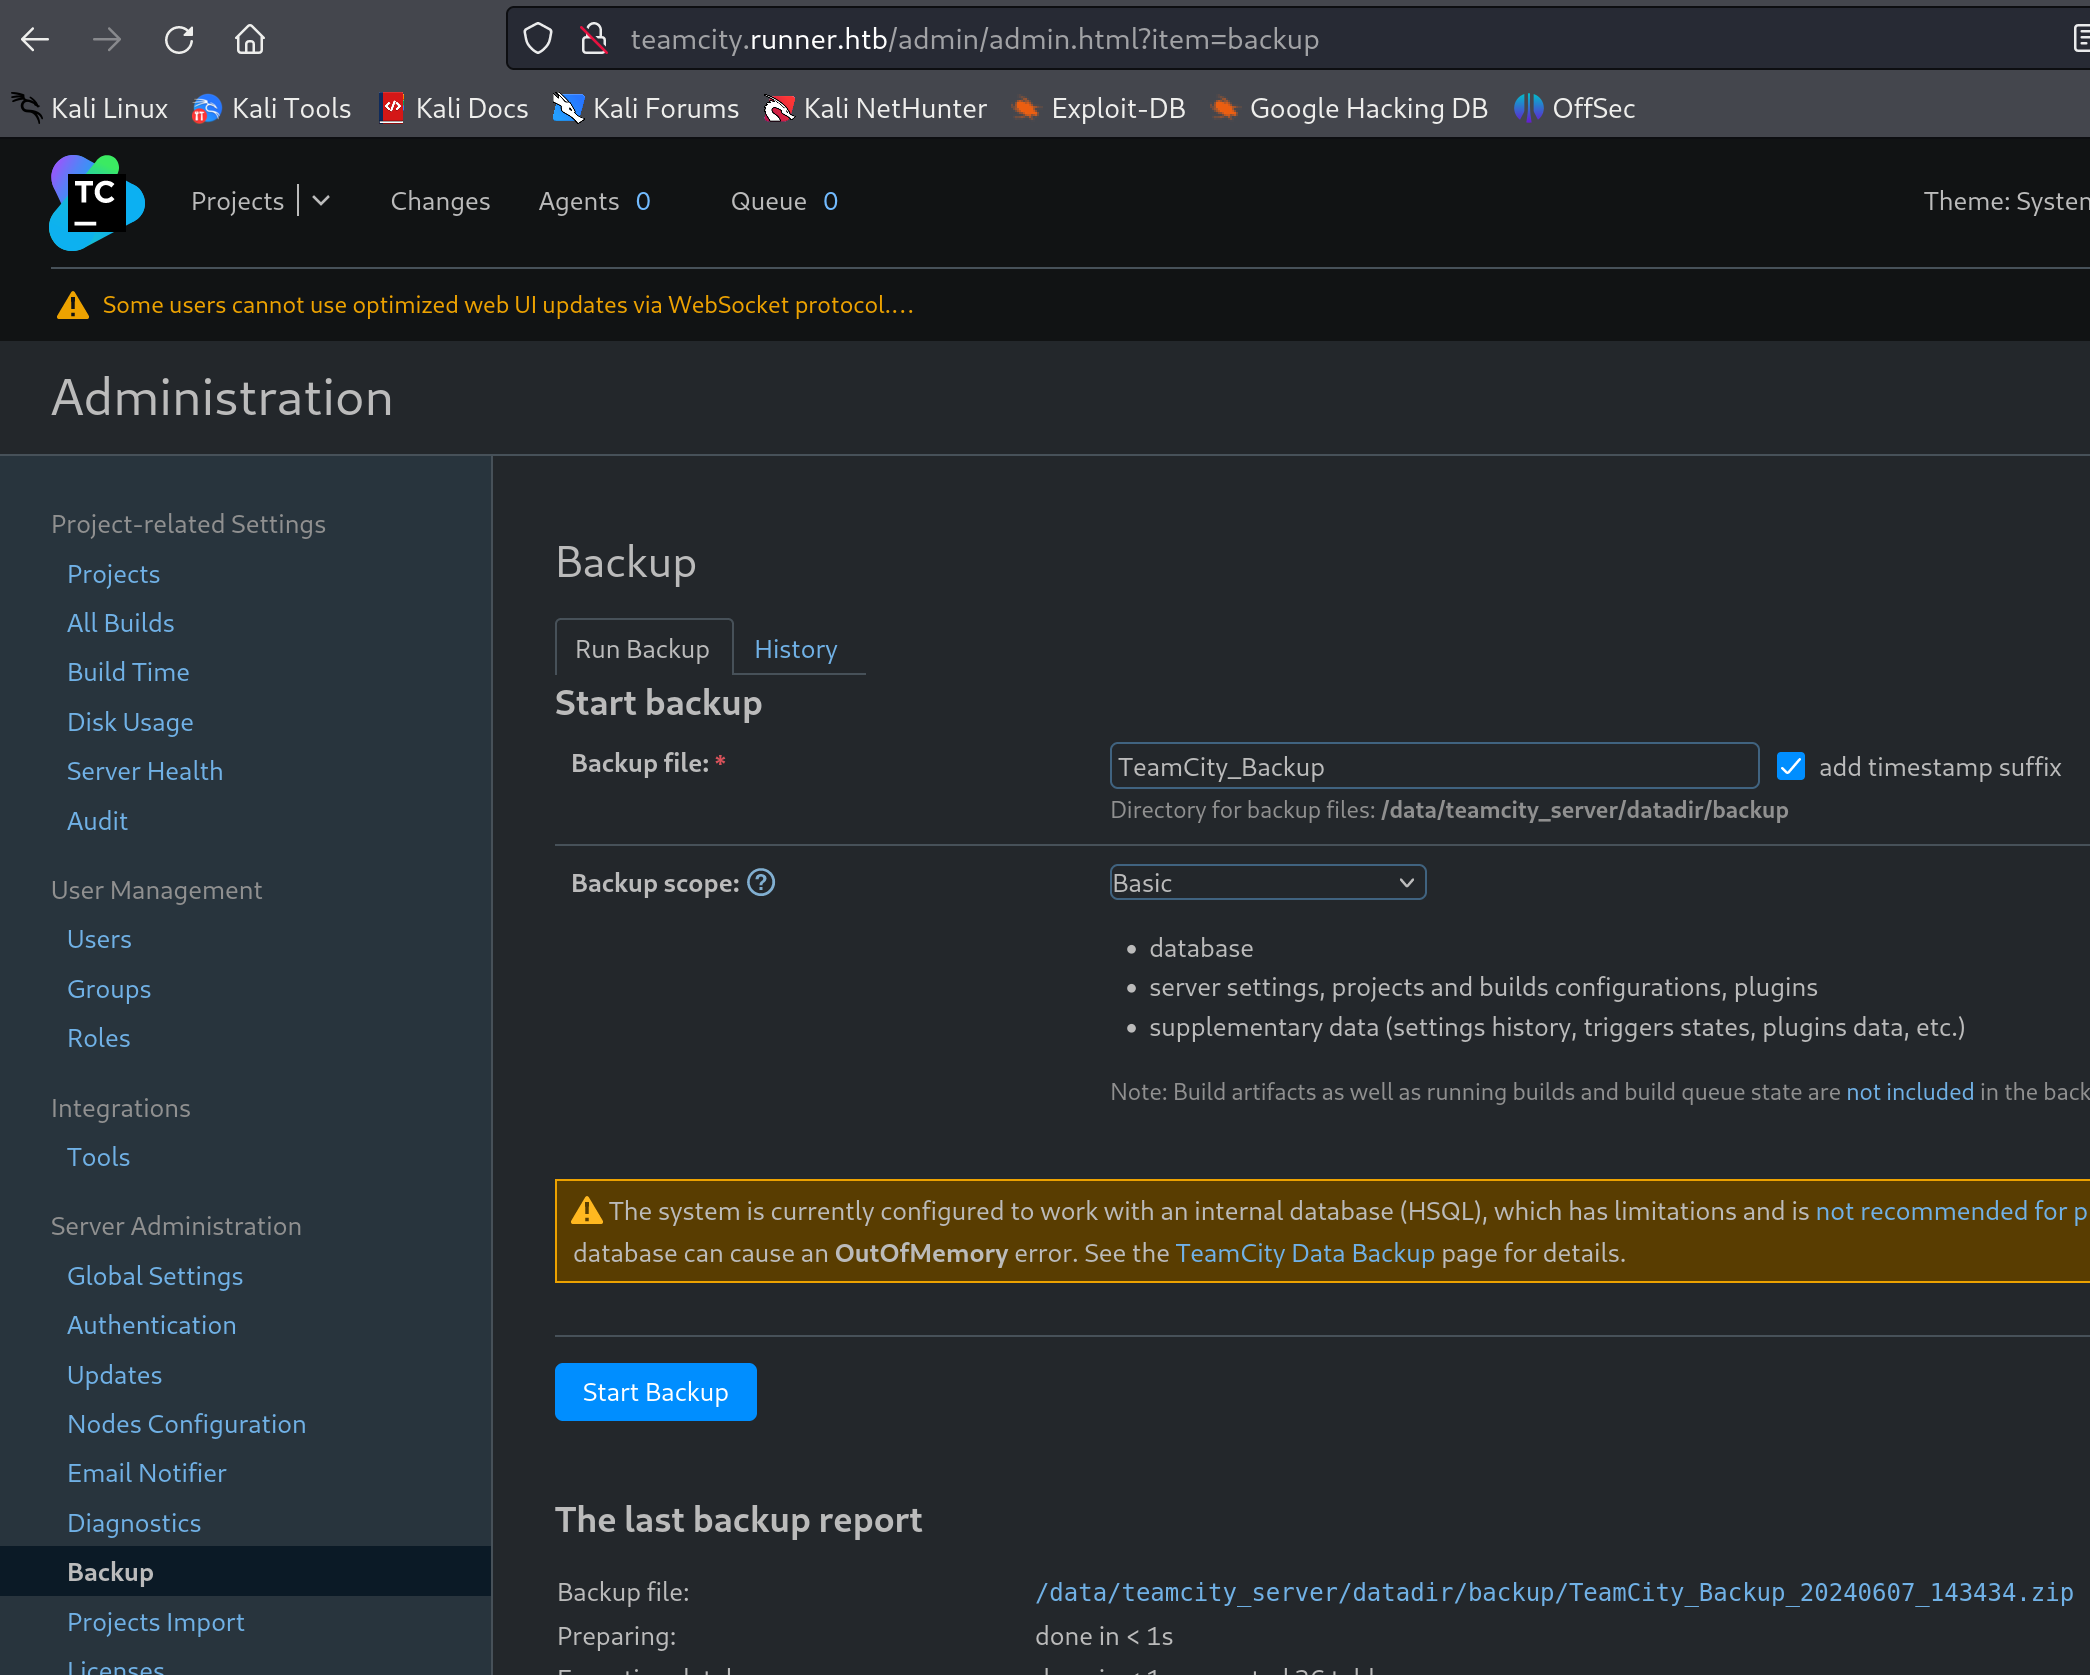 teamcity.runner.htb/admin/admin.html?item=backup
Kali Linux Kali Tools Kali Docs Kali Forums Kali NetHunter Exploit-DB Google Hacking DB OffSec
TC
Projects Changes Agents 0 Queue 0 Theme: System
Some users cannot use optimized web UI updates via WebSocket protocol....
Administration
Project-related Settings
Projects
All Builds
Build Time
Disk Usage
Server Health
Audit
User Management
Users
Groups
Roles
Integrations
Tools
Server Administration
Global Settings
Authentication
Updates
Nodes Configuration
Email Notifier
Diagnostics
Backup
Projects Import
Licenses
Backup
Run Backup History
Start backup
Backup file: * TeamCity_Backup add timestamp suffix
Directory for backup files: /data/teamcity_server/datadir/backup
Backup scope: ? Basic
• database
• server settings, projects and builds configurations, plugins
• supplementary data (settings history, triggers states, plugins data, etc.)
Note: Build artifacts as well as running builds and build queue state are not included in the back
The system is currently configured to work with an internal database (HSQL), which has limitations and is not recommended for p
database can cause an OutOfMemory error. See the TeamCity Data Backup page for details.
Start Backup
The last backup report
Backup file: /data/teamcity_server/datadir/backup/TeamCity_Backup_20240607_143434.zip
Preparing: done in < 1s